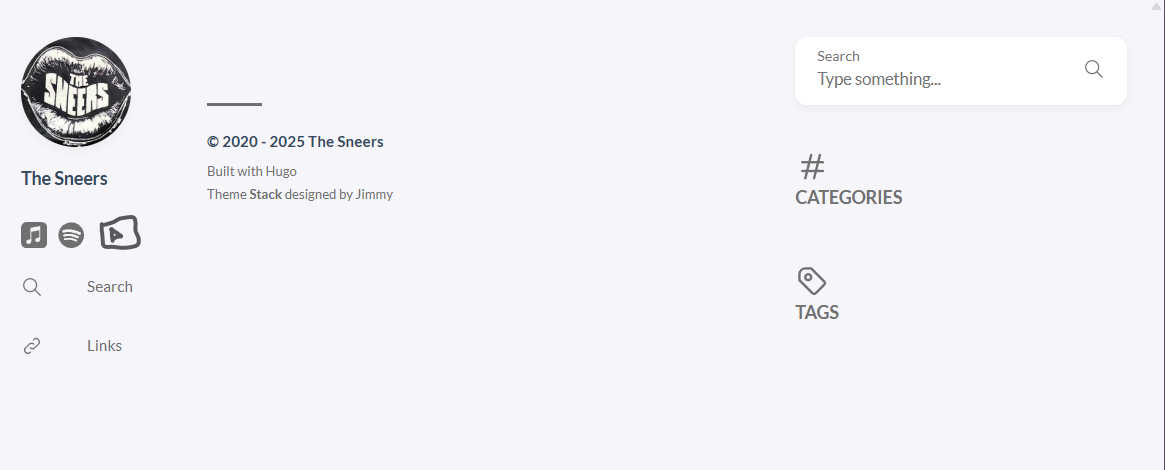 THE
SNEERS
The Sneers
Search
Links
© 2020 - 2025 The Sneers
Built with Hugo
Theme Stack designed by Jimmy
Search
Type something...
CATEGORIES
TAGS